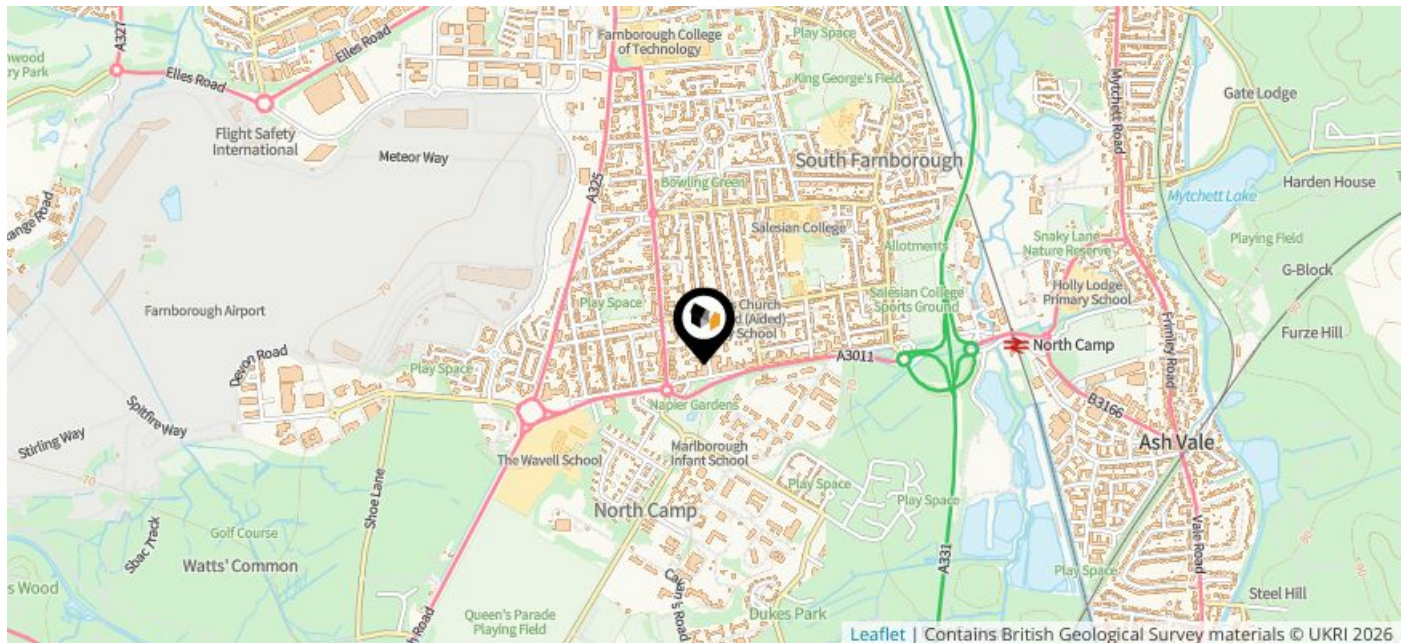 A327
Elles Road
Elles Road
Farnborough College
of Technology
Play Space
King George's Field
Flight Safety
International
Meteor Way
A325
South Farnborough
Bowling Green
Salesian College
Allotments
Mytchett Road
Gate Lodge
Harden House
Mytchett Lake
Snaky Lane
Nature Reserve
Playing Field
G-Block
Holly Lodge
Primary School
Furze Hill
Farnborough Airport
Play Space
Church
(Aided)
School
Salesian College
Sports Ground
North Camp
Frimley Road
Devon Road
Play Space
A3011
Napier Gardens
B3166
Ash Vale
Spitfire Way
Stirling Way
The Wavell School
Marlborough
Infant School
Shoe Lane
Play Space
Play Space
North Camp
Golf Course
Watts' Common
A331
Vale Road
Play Space
Steel Hill
Queen's Parade
Playing Field
Road
Dukes Park
Leaflet | Contains British Geological Survey materials © UKRI 2026